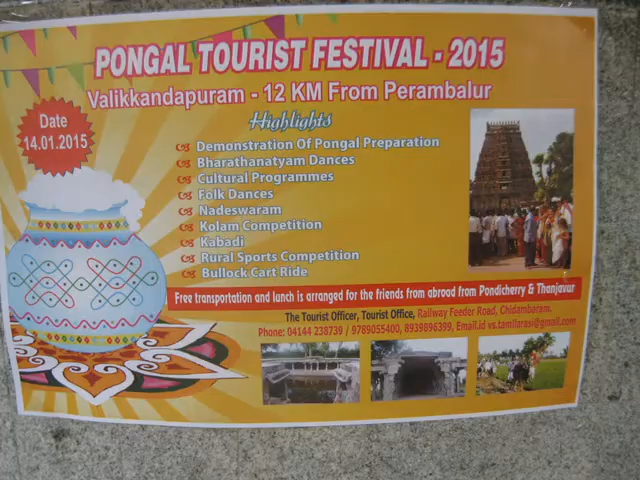 PONGAL TOURIST FESTIVAL - 2015
Valikkandapuram - 12 KM From Perambalur
Date
14.01.2015
Highlights
Demonstration Of Pongal Preparation
Bharathanatyam Dances
Cultural Programmes
Folk Dances
Nadeswaram
Kolam Competition
Kabadi
Rural Sports Competition
Bullock Cart Ride
Free transportation and lunch is arranged for the friends from abroad from Pondicherry & Thanjavur
The Tourist Officer, Tourist Office, Railway Feeder Road, Chidambaram.
Phone: 04144 238739 / 9789055400, 8939896399, Email.id vs.tamilarasi@gmail.com